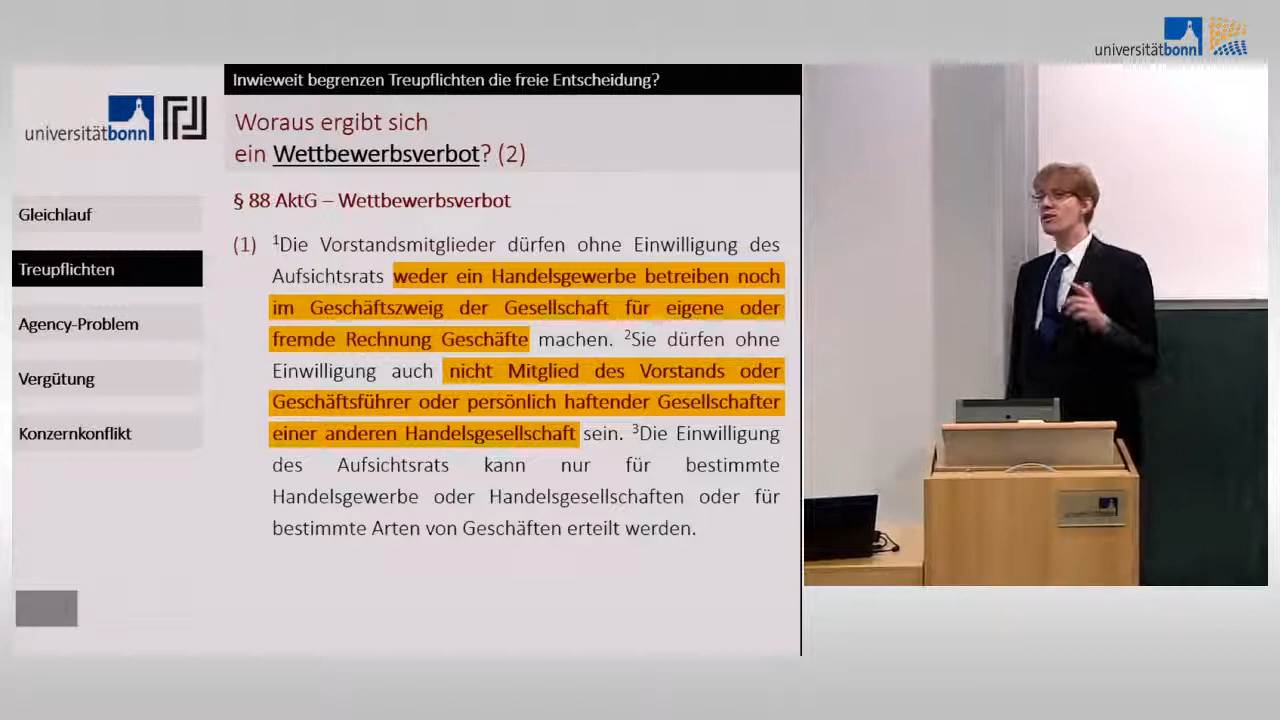 universitätbonn
universitätbonn
Inwieweit begrenzen Treupflichten die freie Entscheidung?
Woraus ergibt sich
ein Wettbewerbsverbot? (2)
Gleichlauf
Treupflichten
Agency-Problem
Vergütung
Konzernkonflikt
§ 88 AktG – Wettbewerbsverbot
(1) ¹Die Vorstandsmitglieder dürfen ohne Einwilligung des
Aufsichtsrats weder ein Handelsgewerbe betreiben noch
im Geschäftszweig der Gesellschaft für eigene oder
fremde Rechnung Geschäfte machen. ²Sie dürfen ohne
Einwilligung auch nicht Mitglied des Vorstands oder
Geschäftsführer oder persönlich haftender Gesellschafter
einer anderen Handelsgesellschaft sein. ³Die Einwilligung
des Aufsichtsrats kann nur für bestimmte
Handelsgewerbe oder Handelsgesellschaften oder für
bestimmte Arten von Geschäften erteilt werden.